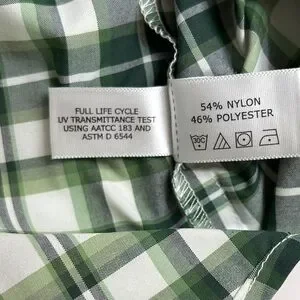 FULL LIFE CYCLE
UV TRANSMITTANCE TEST
USING AATCC 183 AND
ASTM D 6544
54% NYLON
46% POLYESTER